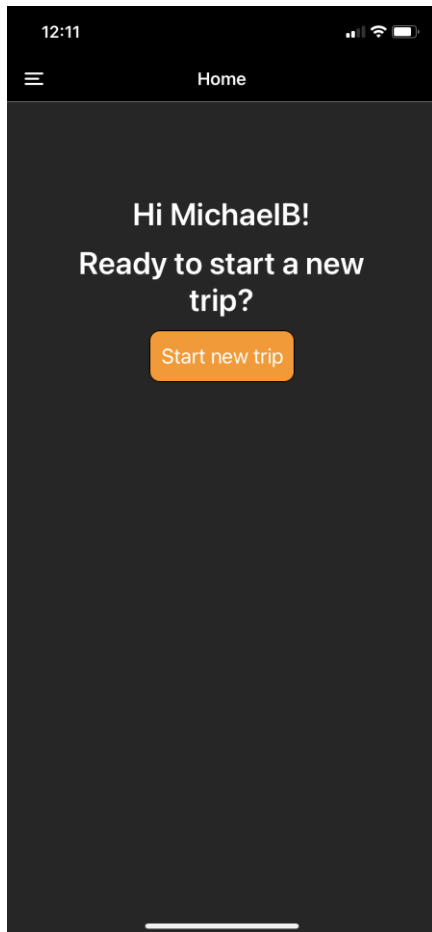 12:11
Home
Hi MichaelB!
Ready to start a new
trip?
Start new trip